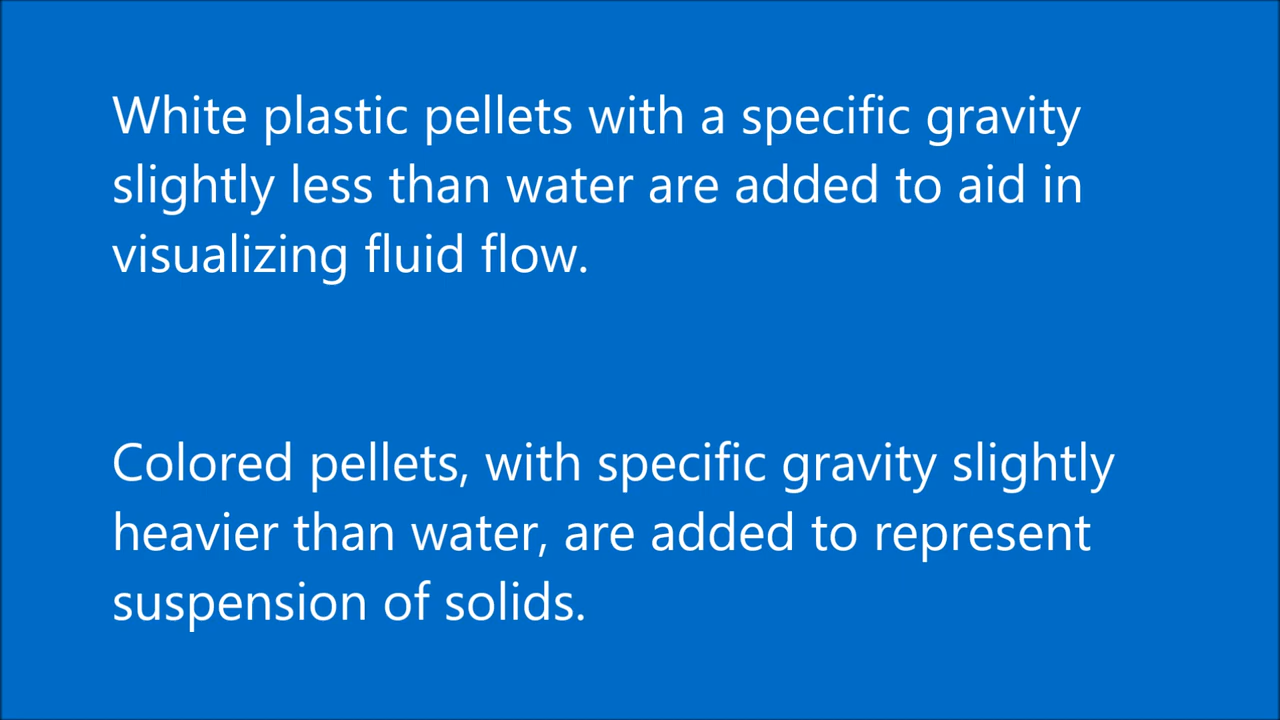 White plastic pellets with a specific gravity
slightly less than water are added to aid in
visualizing fluid flow.
Colored pellets, with specific gravity slightly
heavier than water, are added to represent
suspension of solids.